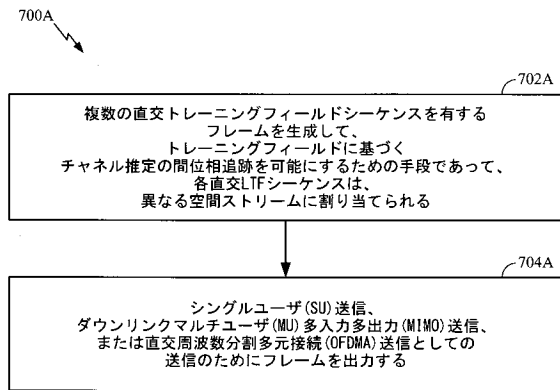 700A
702A
複数の直交トレーニングフィールドシーケンスを有する
フレームを生成して、
トレーニングフィールドに基づく
チャネル推定の間位相追跡を可能にするための手段であって、
各直交LTFシーケンスは、
異なる空間ストリームに割り当てられる
704A
シングルユーザ(SU)送信、
ダウンリンクマルチユーザ(MU)多入力多出力(MIMO)送信、
または直交周波数分割多元接続(OFDMA)送信としての
送信のためにフレームを出力する